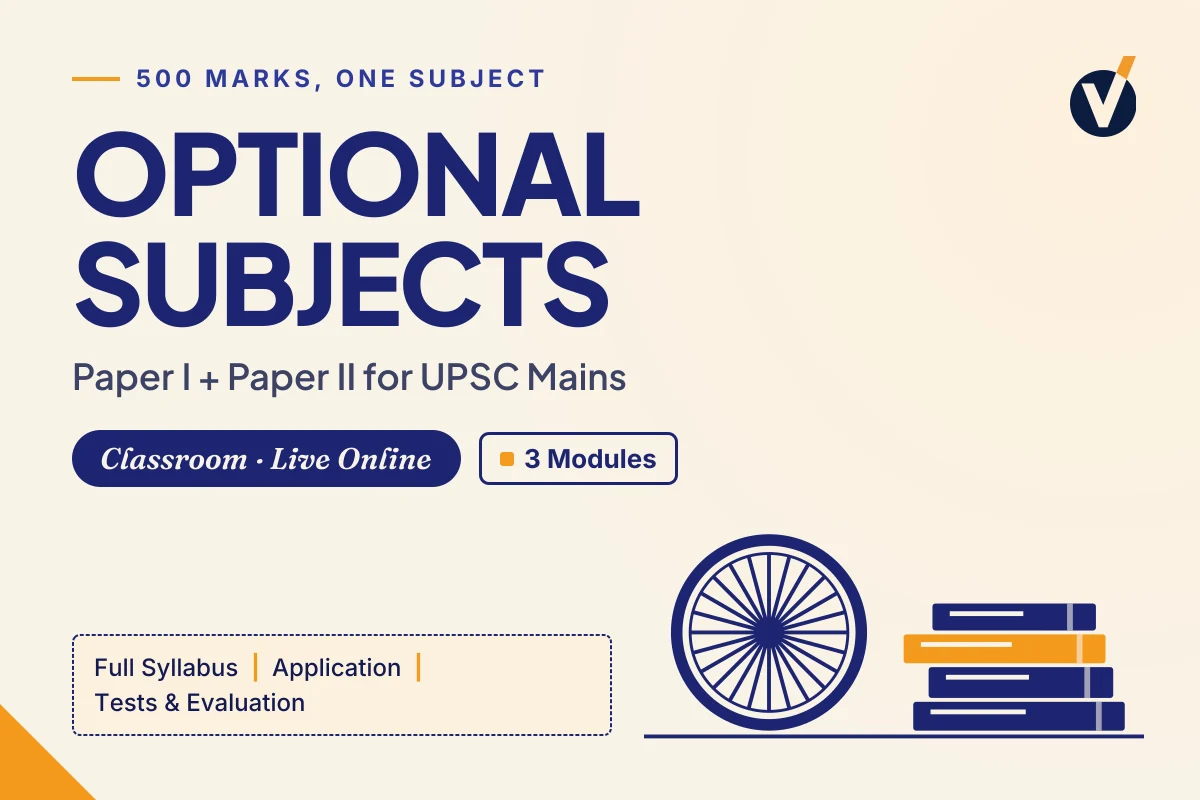 500 MARKS, ONE SUBJECT
V
OPTIONAL
SUBJECTS
Paper I + Paper II for UPSC Mains
Classroom · Live Online
3 Modules
Full Syllabus | Application |
Tests & Evaluation